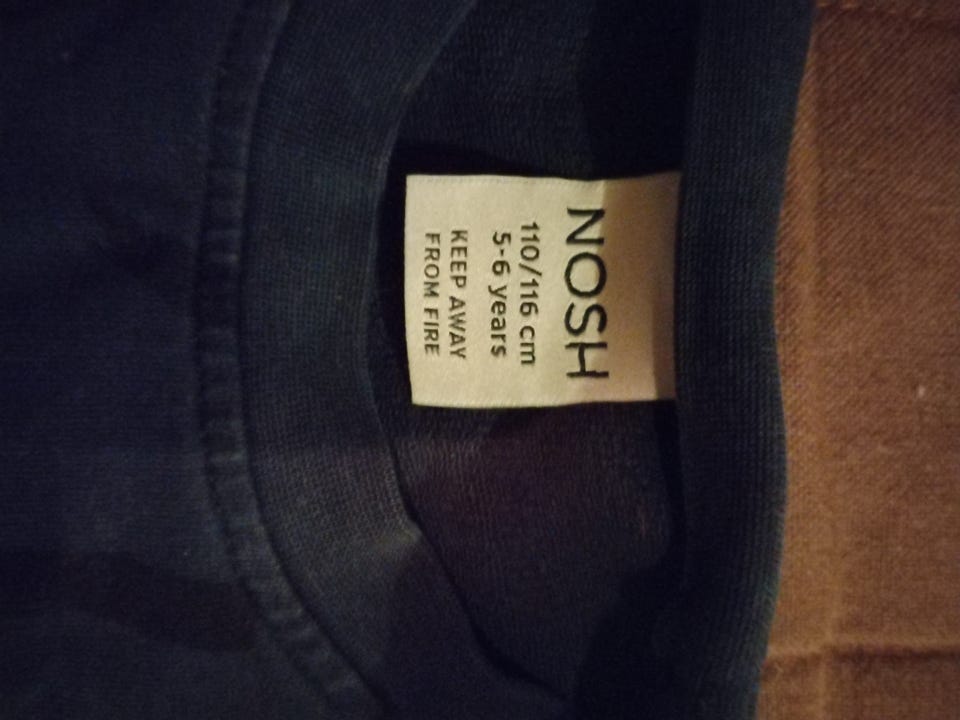 NOSH
110/116 cm
5-6 years
KEEP AWAY
FROM FIRE